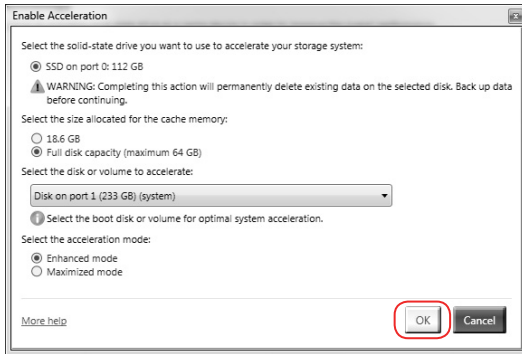 Enable Acceleration
Select the solid-state drive you want to use to accelerate your storage system:
SSD on port 0: 112 GB
WARNING: Completing this action will permanently delete existing data on the selected disk. Back up data
before continuing.
Select the size allocated for the cache memory:
18.6 GB
Full disk capacity (maximum 64 GB)
Select the disk or volume to accelerate:
Disk on port 1 (233 GB) (system)
Select the boot disk or volume for optimal system acceleration.
Select the acceleration mode:
Enhanced mode
Maximized mode
More help
OK
Cancel